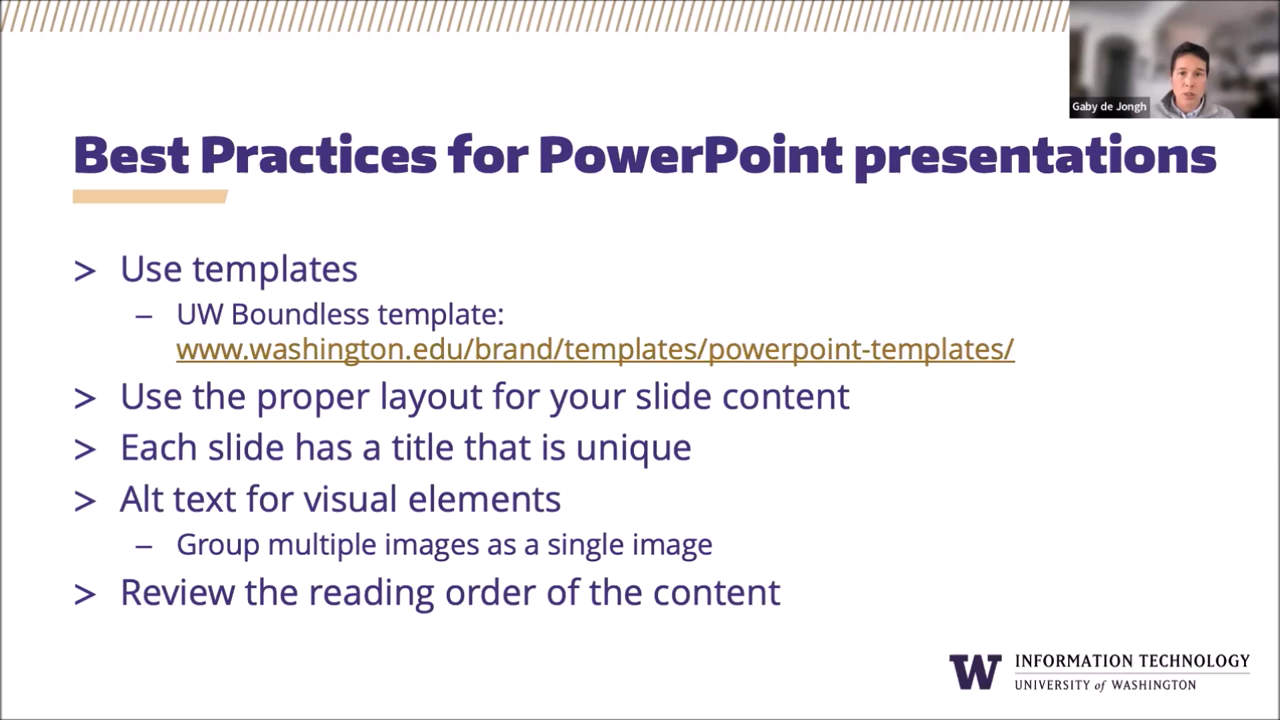 Gaby de Jongh
Best Practices for PowerPoint presentations
> Use templates
– UW Boundless template:
www.washington.edu/brand/templates/powerpoint-templates/
> Use the proper layout for your slide content
> Each slide has a title that is unique
> Alt text for visual elements
– Group multiple images as a single image
> Review the reading order of the content
W INFORMATION TECHNOLOGY
UNIVERSITY of WASHINGTON